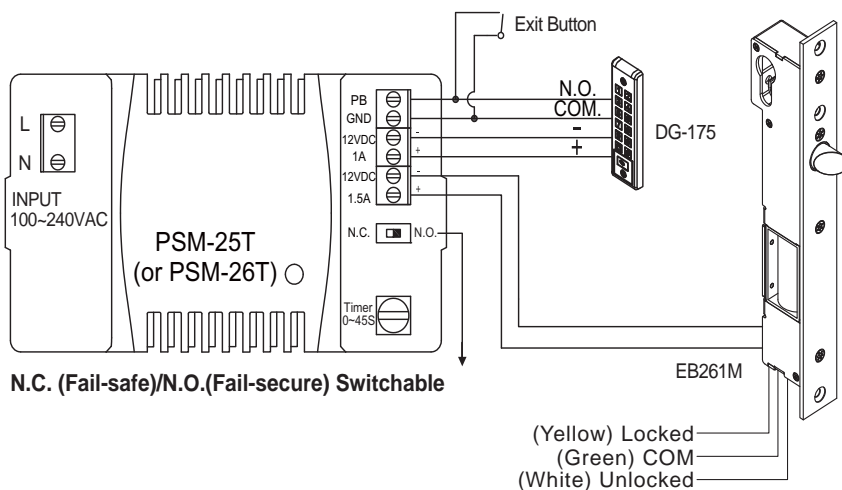 Exit Button
PB
GND
12VDC
1A
12VDC
1.5A
-
+
-
+
N.O.
COM.
-
+
DG-175
L
N
INPUT
100~240VAC
PSM-25T
(or PSM-26T)
N.C.
N.O.
Timer
0~45S
N.C. (Fail-safe)/N.O.(Fail-secure) Switchable
EB261M
(Yellow) Locked
(Green) COM
(White) Unlocked